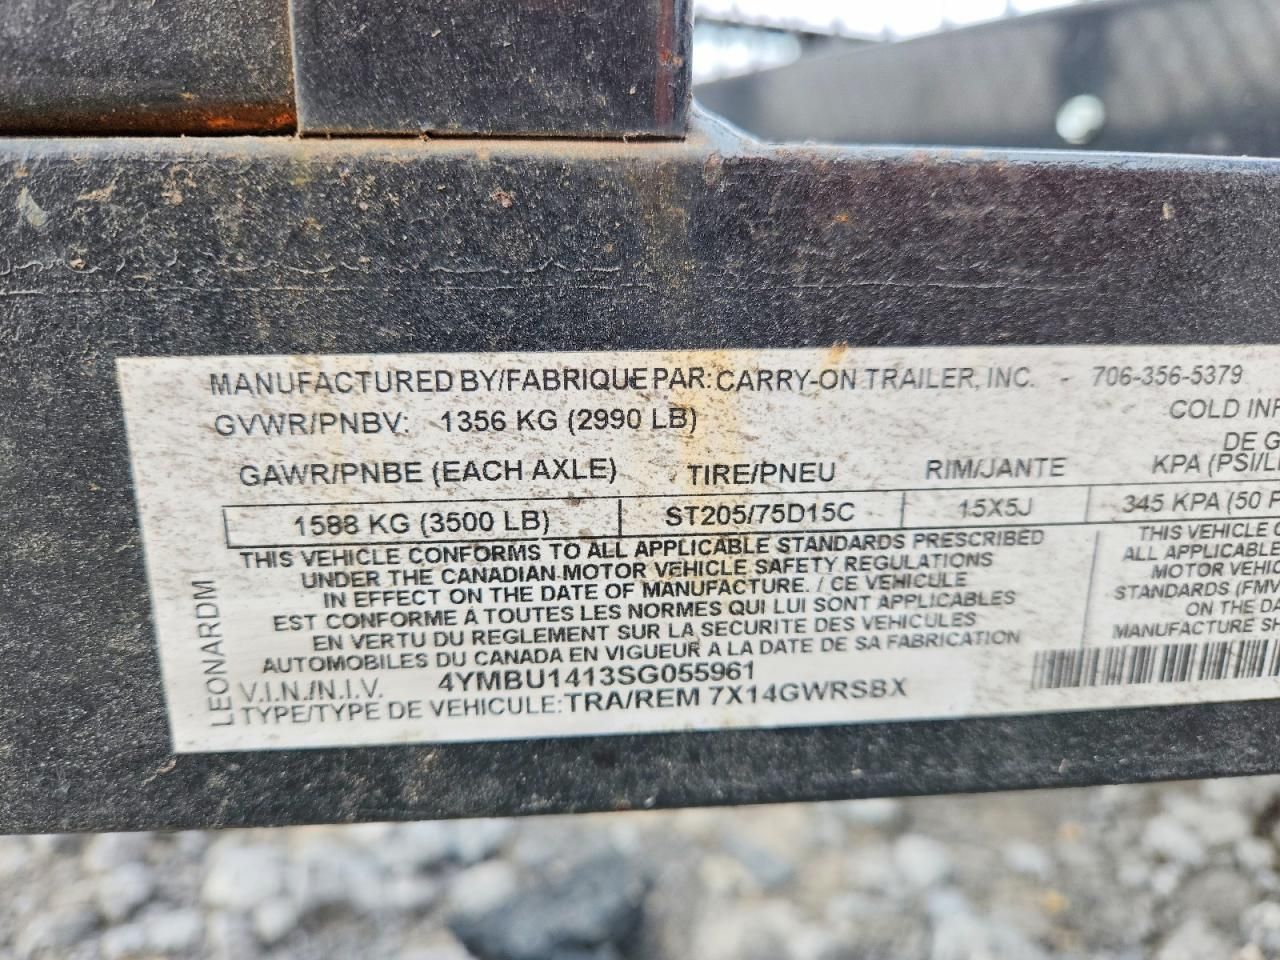 MANUFACTURED BY/FABRIQUE PAR: CARRY-ON TRAILER, INC. 706-356-5379
GVWR/PNBV: 1356 KG (2990 LB)
COLD INF
DE G
GAWR/PNBE (EACH AXLE) TIRE/PNEU RIM/JANTE KPA (PSI/L
1588 KG (3500 LB) ST205/75D15C 15X5J 345 KPA (50 P
THIS VEHICLE CONFORMS TO ALL APPLICABLE STANDARDS PRESCRIBED
UNDER THE CANADIAN MOTOR VEHICLE SAFETY REGULATIONS
IN EFFECT ON THE DATE OF MANUFACTURE. / CE VEHICULE
EST CONFORME À TOUTES LES NORMES QUI LUI SONT APPLICABLES
EN VERTU DU REGLEMENT SUR LA SECURITE DES VEHICULES
AUTOMOBILES DU CANADA EN VIGUEUR A LA DATE DE SA FABRICATION
THIS VEHICLE C
ALL APPLICABLE
MOTOR VEHIC
STANDARDS (FMV
ON THE DA
MANUFACTURE SH
V.I.N./N.I.V. 4YMBU1413SG055961
TYPE/TYPE DE VEHICULE: TRA/REM 7X14GWRSBX
LEONARDM